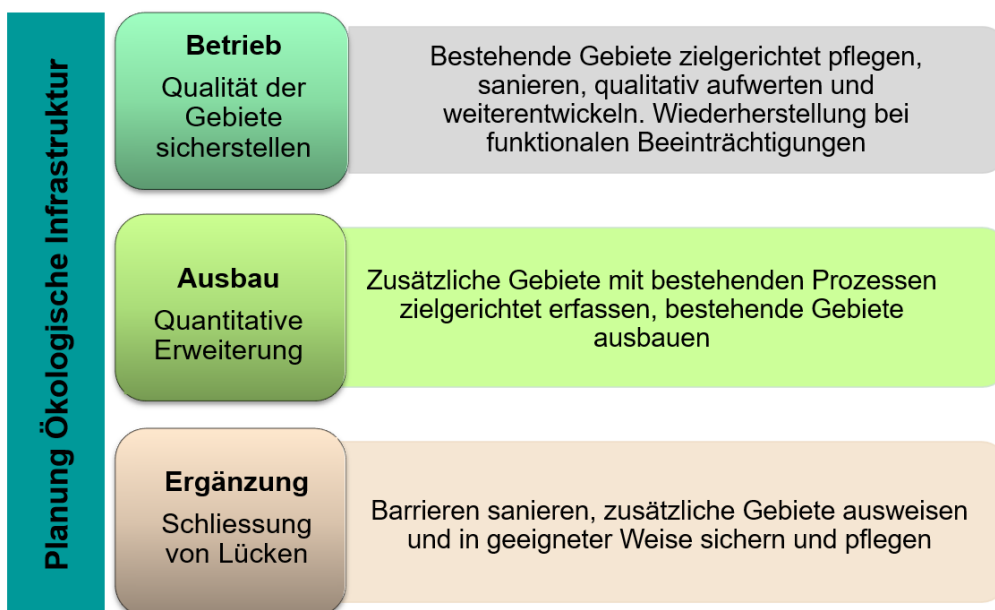 Planung Ökologische Infrastruktur
Betrieb
Qualität der
Gebiete
sicherstellen
Bestehende Gebiete zielgerichtet pflegen,
sanieren, qualitativ aufwerten und
weiterentwickeln. Wiederherstellung bei
funktionalen Beeinträchtigungen
Ausbau
Quantitative
Erweiterung
Zusätzliche Gebiete mit bestehenden Prozessen
zielgerichtet erfassen, bestehende Gebiete
ausbauen
Ergänzung
Schliessung
von Lücken
Barrieren sanieren, zusätzliche Gebiete ausweisen
und in geeigneter Weise sichern und pflegen